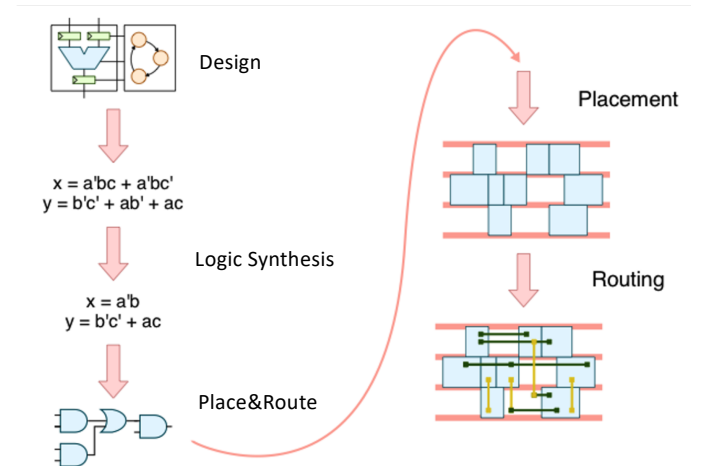 Design
x = a'bc + a'bc'
y = b'c' + ab' + ac
Logic Synthesis
x = a'b
y = b'c' + ac
Place&Route
Placement
Routing